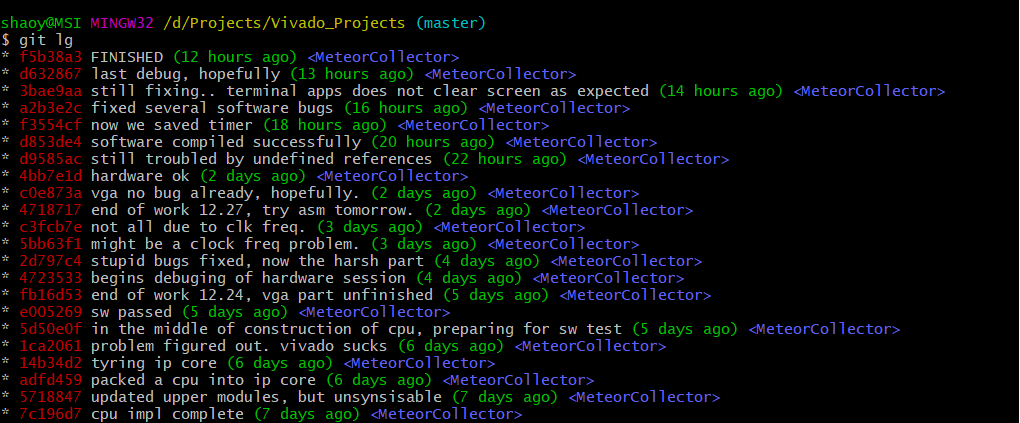 shaoy@MSI MINGW32 /d/Projects/Vivado_Projects (master)
$ git lg
* f5b38a3 FINISHED (12 hours ago) <MeteorCollector>
* d632867 last debug, hopefully (13 hours ago) <MeteorCollector>
* 3bae9aa still fixing.. terminal apps does not clear screen as expected (14 hours ago) <MeteorCollector>
* a2b3e2c fixed several software bugs (16 hours ago) <MeteorCollector>
* f3554cf now we saved timer (18 hours ago) <MeteorCollector>
* d853de4 software compiled successfully (20 hours ago) <MeteorCollector>
* d9585ac still troubled by undefined references (22 hours ago) <MeteorCollector>
* 4bb7e1d hardware ok (2 days ago) <MeteorCollector>
* c0e873a vga no bug already, hopefully. (2 days ago) <MeteorCollector>
* 4718717 end of work 12.27, try asm tomorrow. (2 days ago) <MeteorCollector>
* c3fcb7e not all due to clk freq. (3 days ago) <MeteorCollector>
* 5bb63f1 might be a clock freq problem. (3 days ago) <MeteorCollector>
* 2d797c4 stupid bugs fixed, now the harsh part (4 days ago) <MeteorCollector>
* 4723533 begins debuging of hardware session (4 days ago) <MeteorCollector>
* fb16d53 end of work 12.24, vga part unfinished (5 days ago) <MeteorCollector>
* e005269 sw passed (5 days ago) <MeteorCollector>
* 5d50e0f in the middle of construction of cpu, preparing for sw test (5 days ago) <MeteorCollector>
* 1ca2061 problem figured out. vivado sucks (6 days ago) <MeteorCollector>
* 14b34d2 tyring ip core (6 days ago) <MeteorCollector>
* adfd459 packed a cpu into ip core (6 days ago) <MeteorCollector>
* 5718847 updated upper modules, but unsynsisable (7 days ago) <MeteorCollector>
* 7c196d7 cpu impl complete (7 days ago) <MeteorCollector>